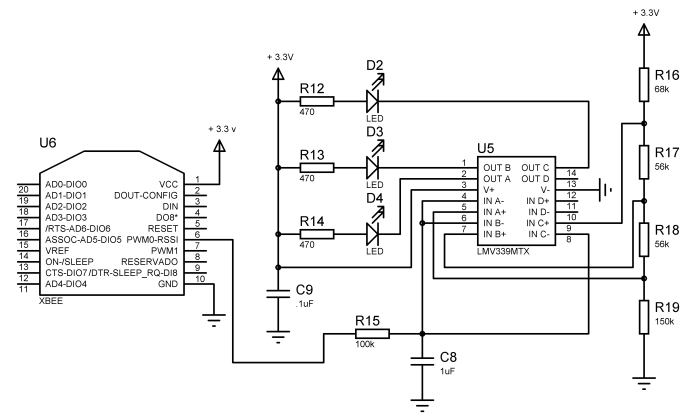 + 3.3V
R16
68k
R17
56k
R18
56k
R19
150k
+ 3.3V
R12
470
D2
LED
R13
470
D3
LED
R14
470
D4
LED
C9
.1uF
U5
1 OUT B OUT C 14
2 OUT A OUT D 13
3 V+ V- 12
4 IN A- IN D+ 11
5 IN A+ IN D- 10
6 IN B- IN C+ 9
7 IN B+ IN C- 8
LMV339MTX
U6
+ 3.3 v
20 AD0-DIO0 VCC 1
19 AD1-DIO1 DOUT-CONFIG 2
18 AD2-DIO2 DIN 3
17 AD3-DIO3 DO8* 4
16 /RTS-AD6-DIO6 RESET 5
15 ASSOC-AD5-DIO5 PWM0-RSSI 6
14 VREF PWM1 7
13 ON-/SLEEP RESERVADO 8
12 CTS-DIO7/DTR-SLEEP_RQ-DI8 9
11 AD4-DIO4 GND 10
XBEE
R15
100k
C8
1uF